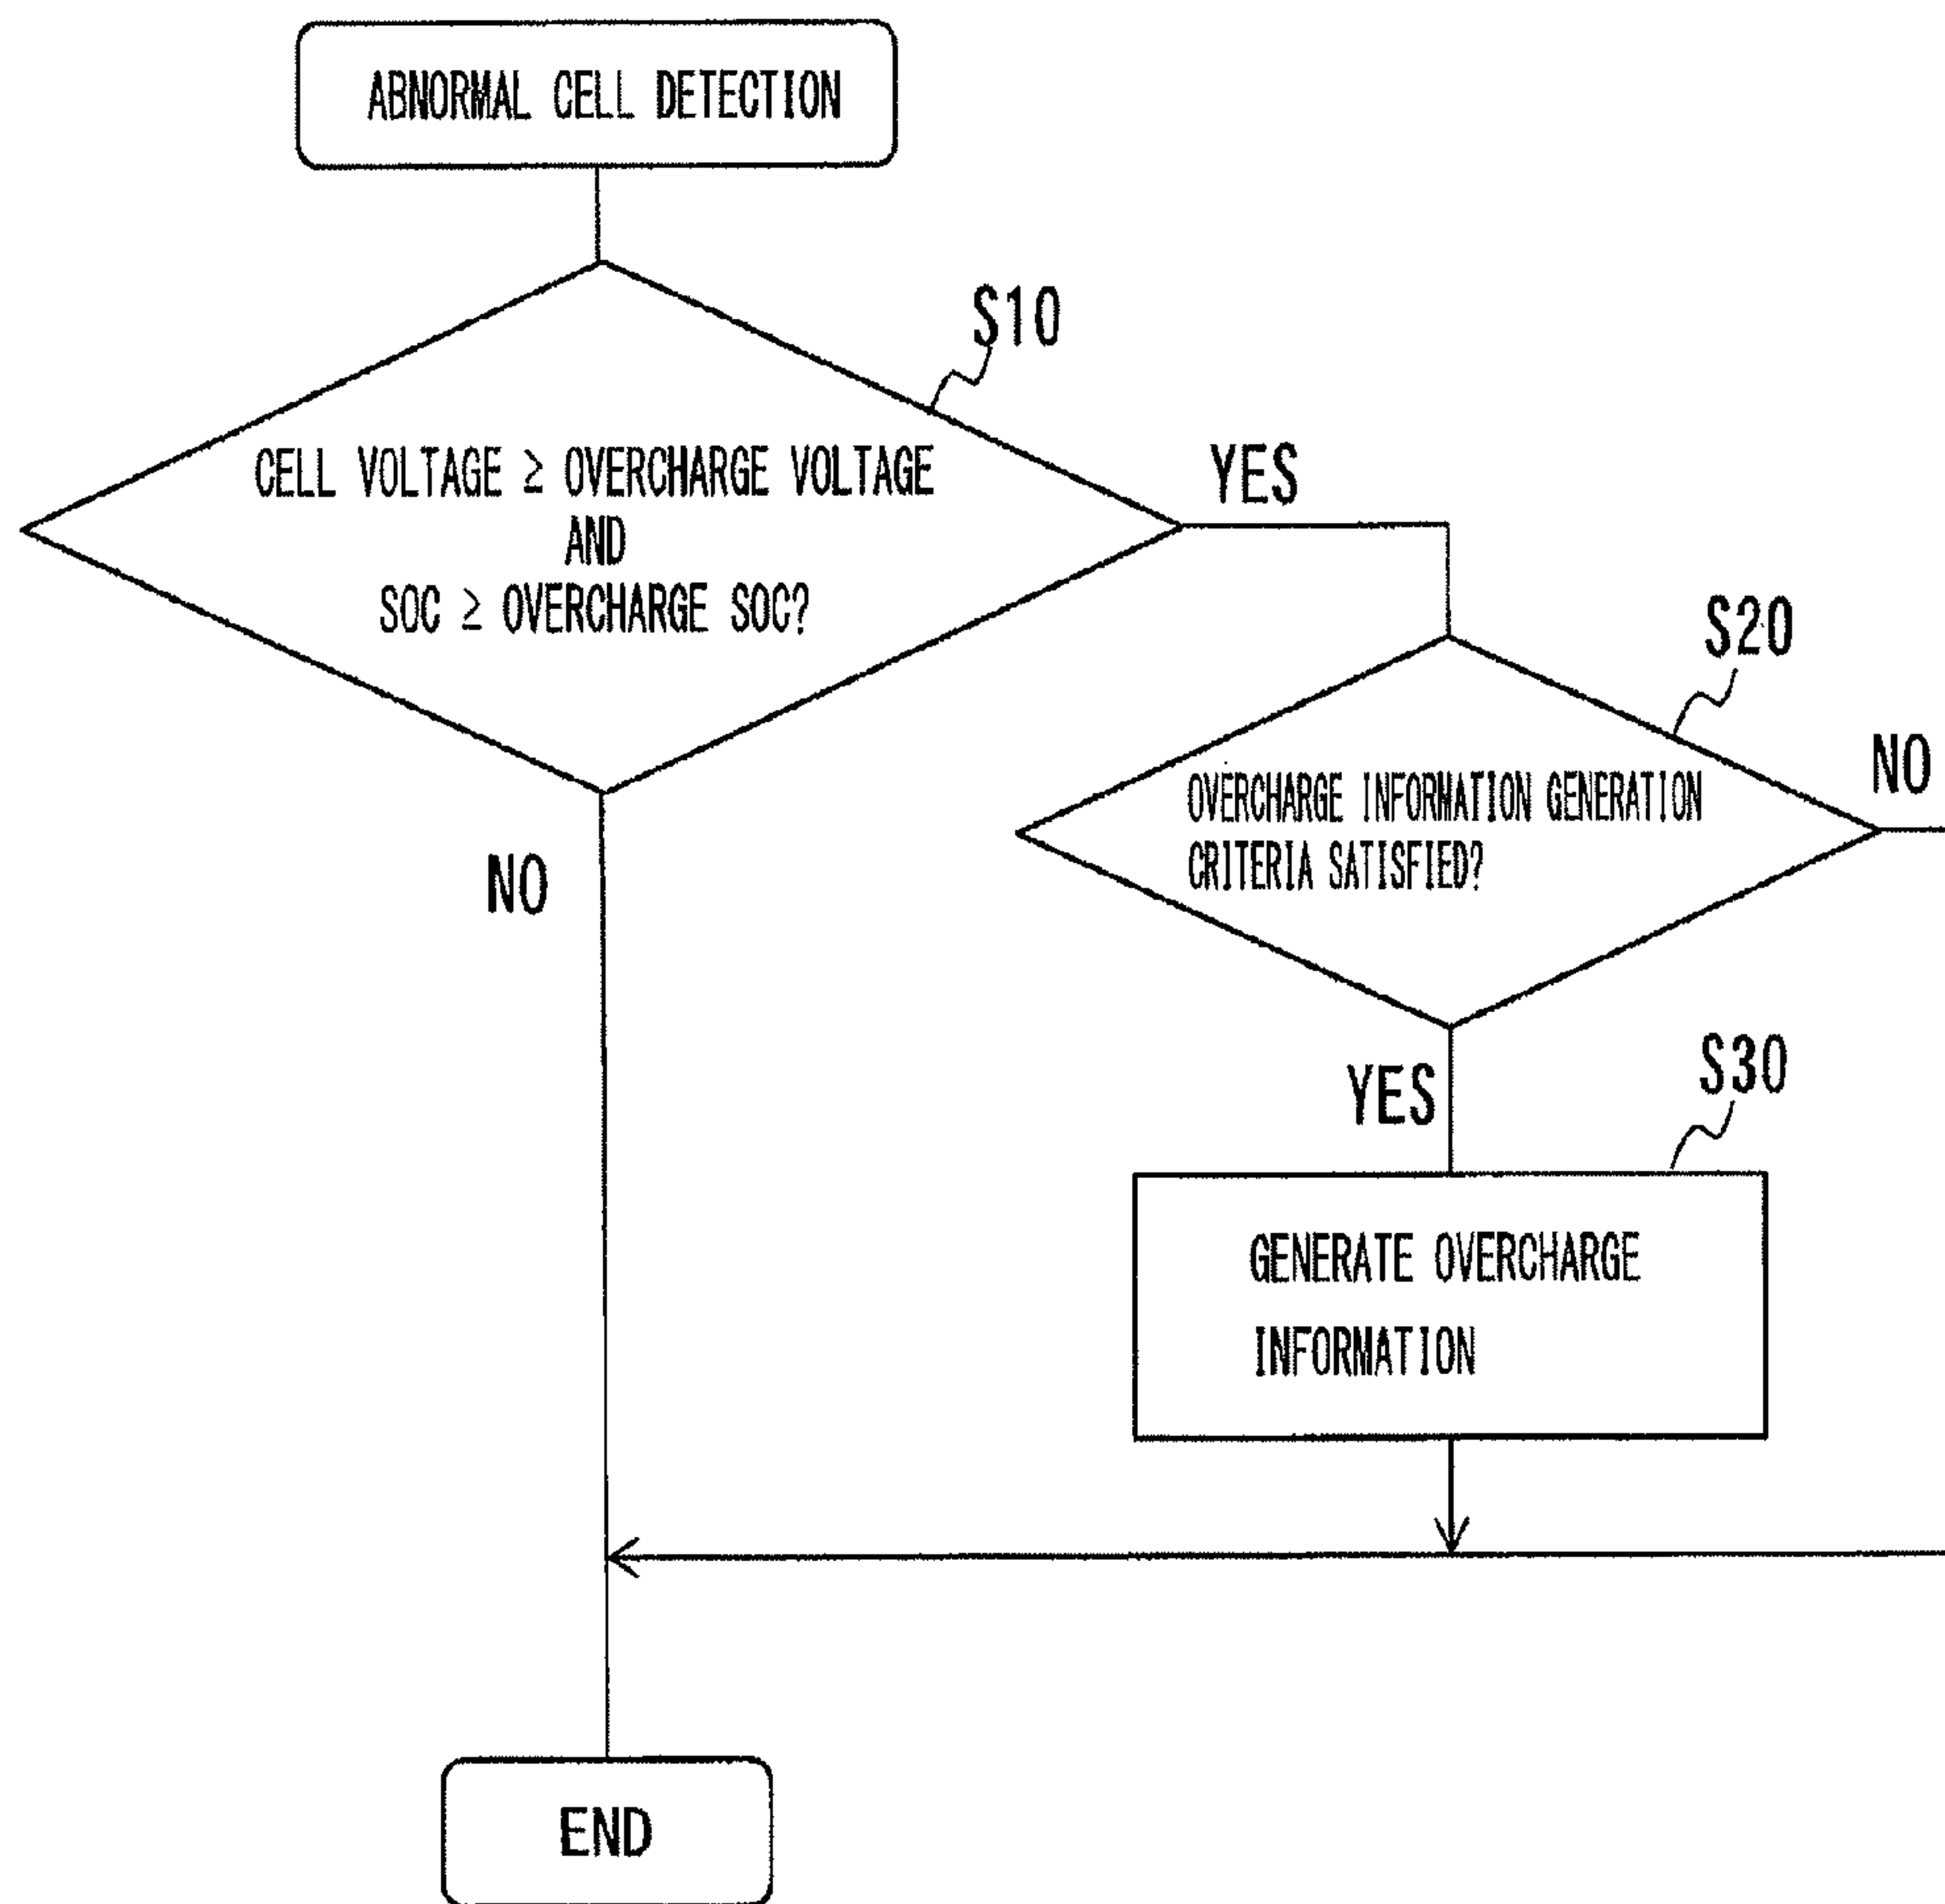 ABNORMAL CELL DETECTION
S10
CELL VOLTAGE ≥ OVERCHARGE VOLTAGE
AND
SOC ≥ OVERCHARGE SOC?
YES
NO
S20
OVERCHARGE INFORMATION GENERATION
CRITERIA SATISFIED?
NO
YES
S30
GENERATE OVERCHARGE
INFORMATION
END